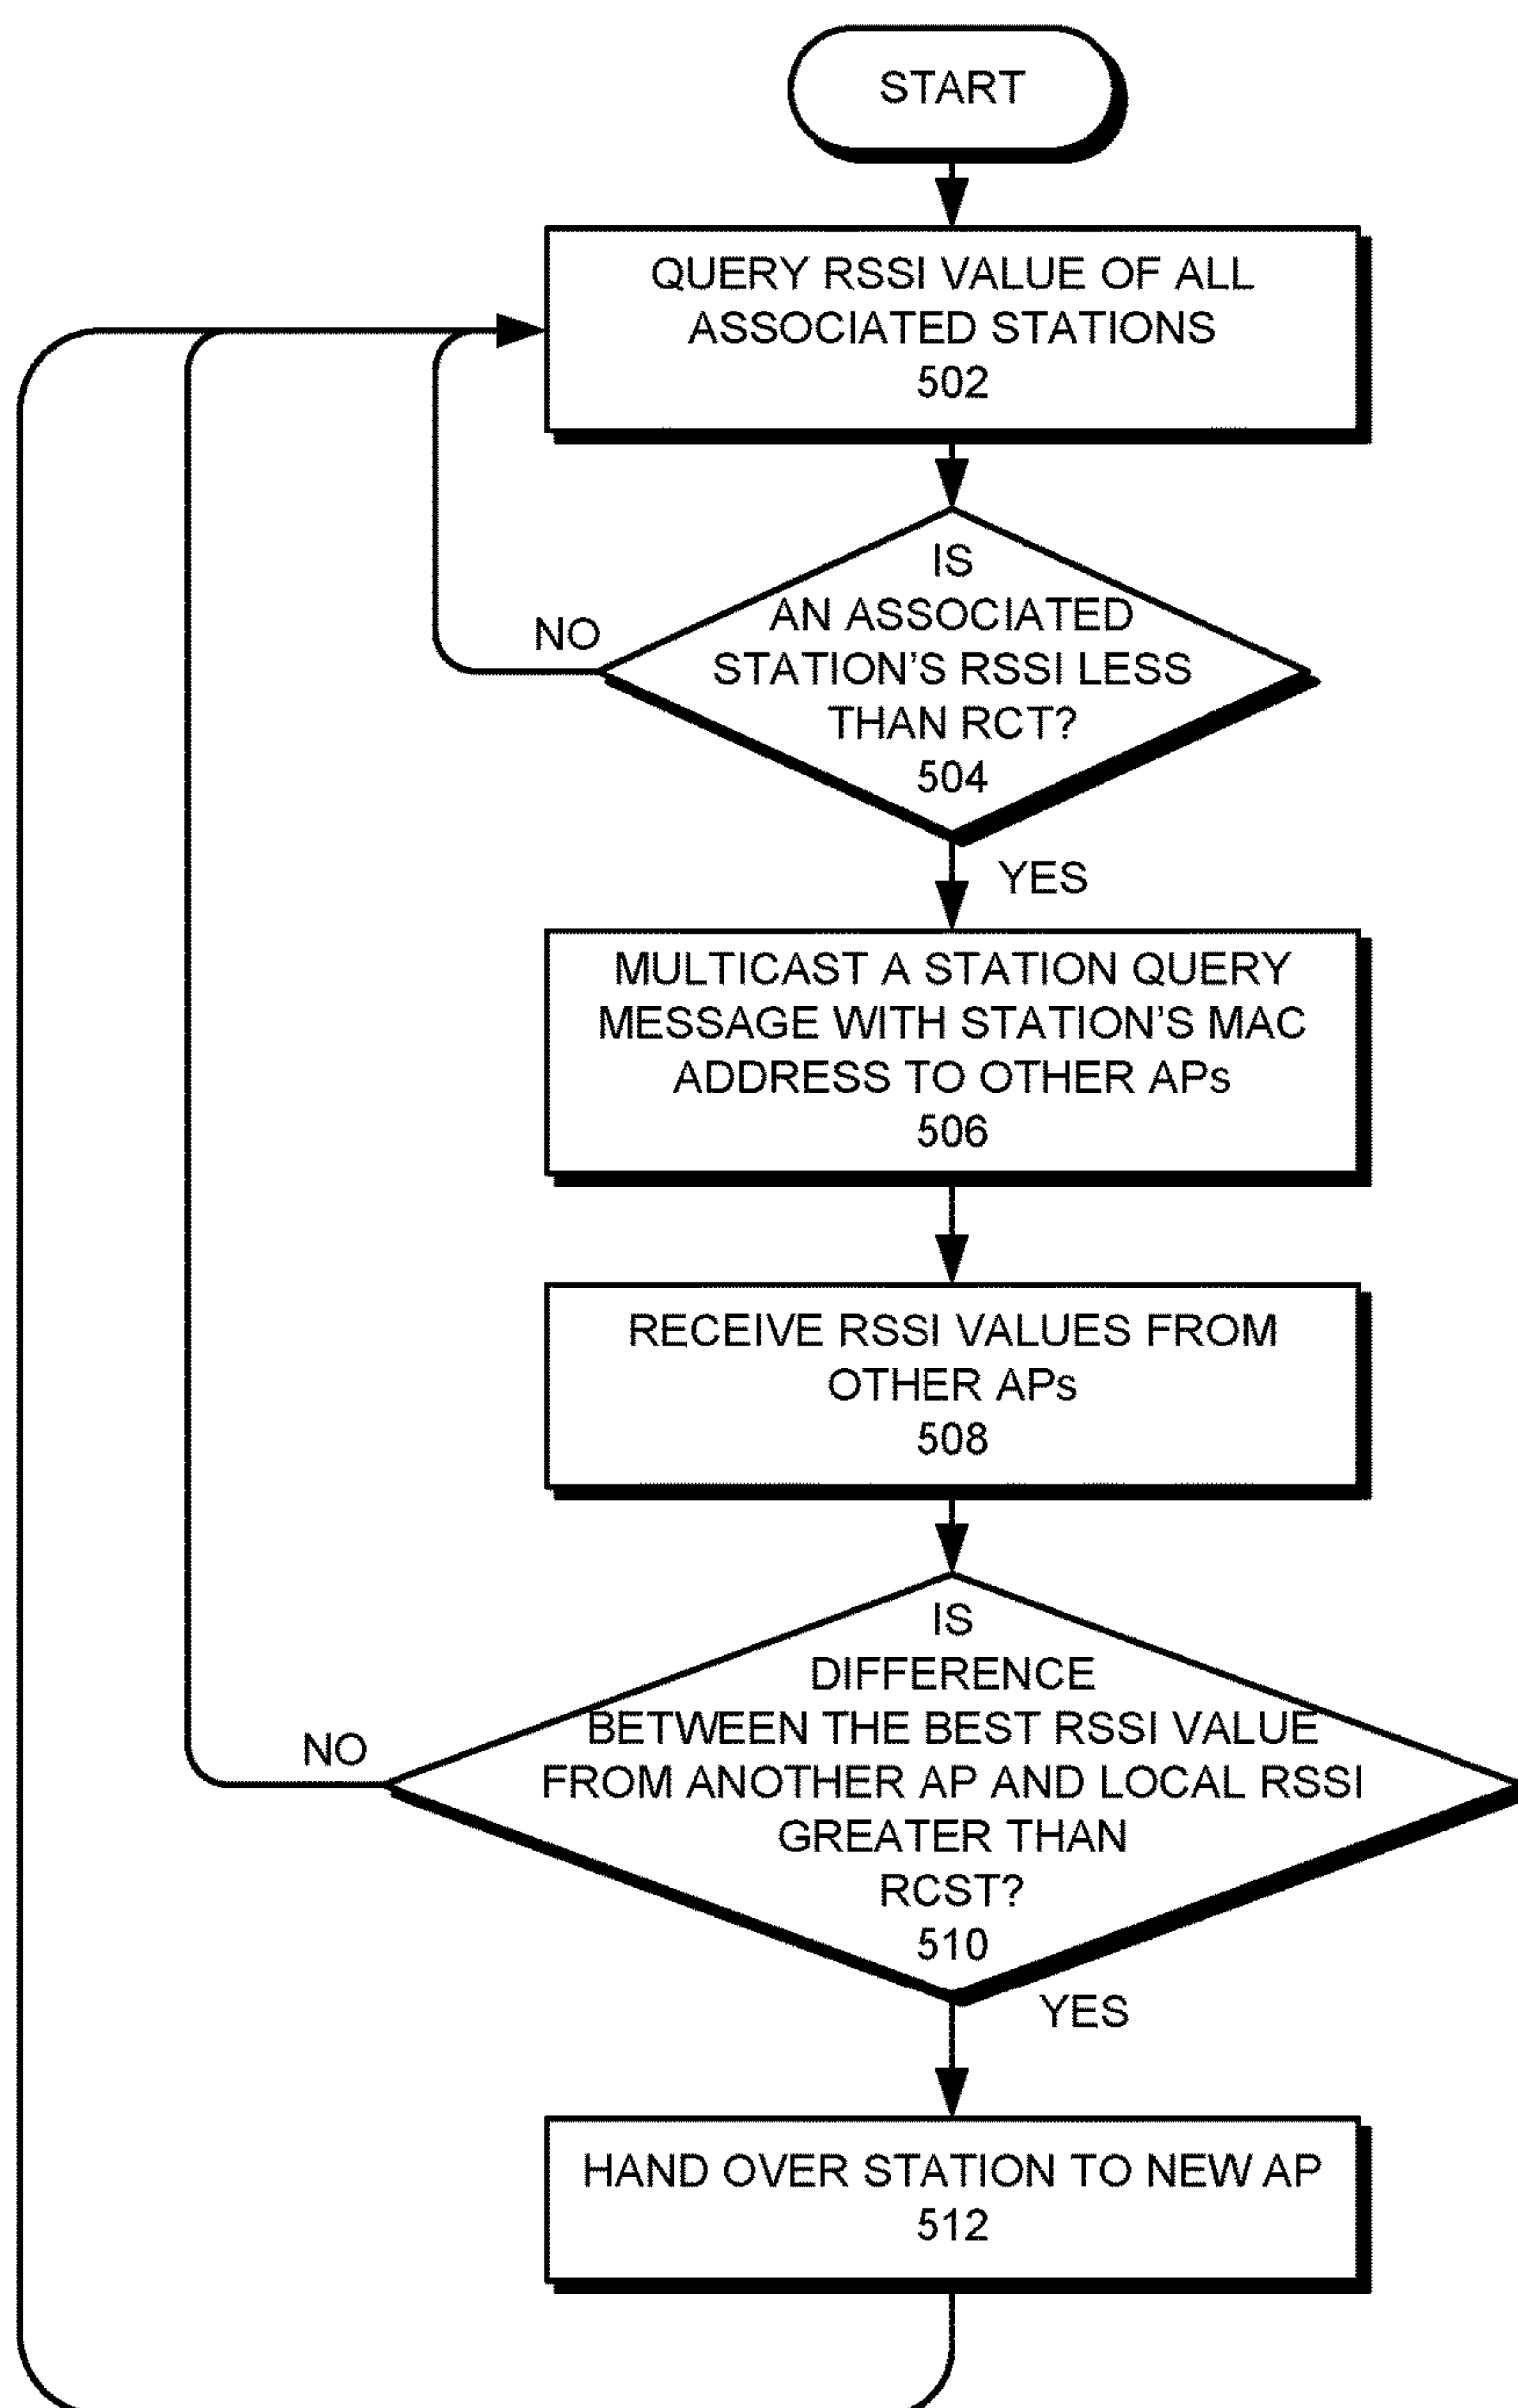 START
QUERY RSSI VALUE OF ALL
ASSOCIATED STATIONS
502
IS
AN ASSOCIATED
STATION'S RSSI LESS
THAN RCT?
504
NO
YES
MULTICAST A STATION QUERY
MESSAGE WITH STATION'S MAC
ADDRESS TO OTHER APs
506
RECEIVE RSSI VALUES FROM
OTHER APs
508
IS
DIFFERENCE
BETWEEN THE BEST RSSI VALUE
FROM ANOTHER AP AND LOCAL RSSI
GREATER THAN
RCST?
510
NO
YES
HAND OVER STATION TO NEW AP
512